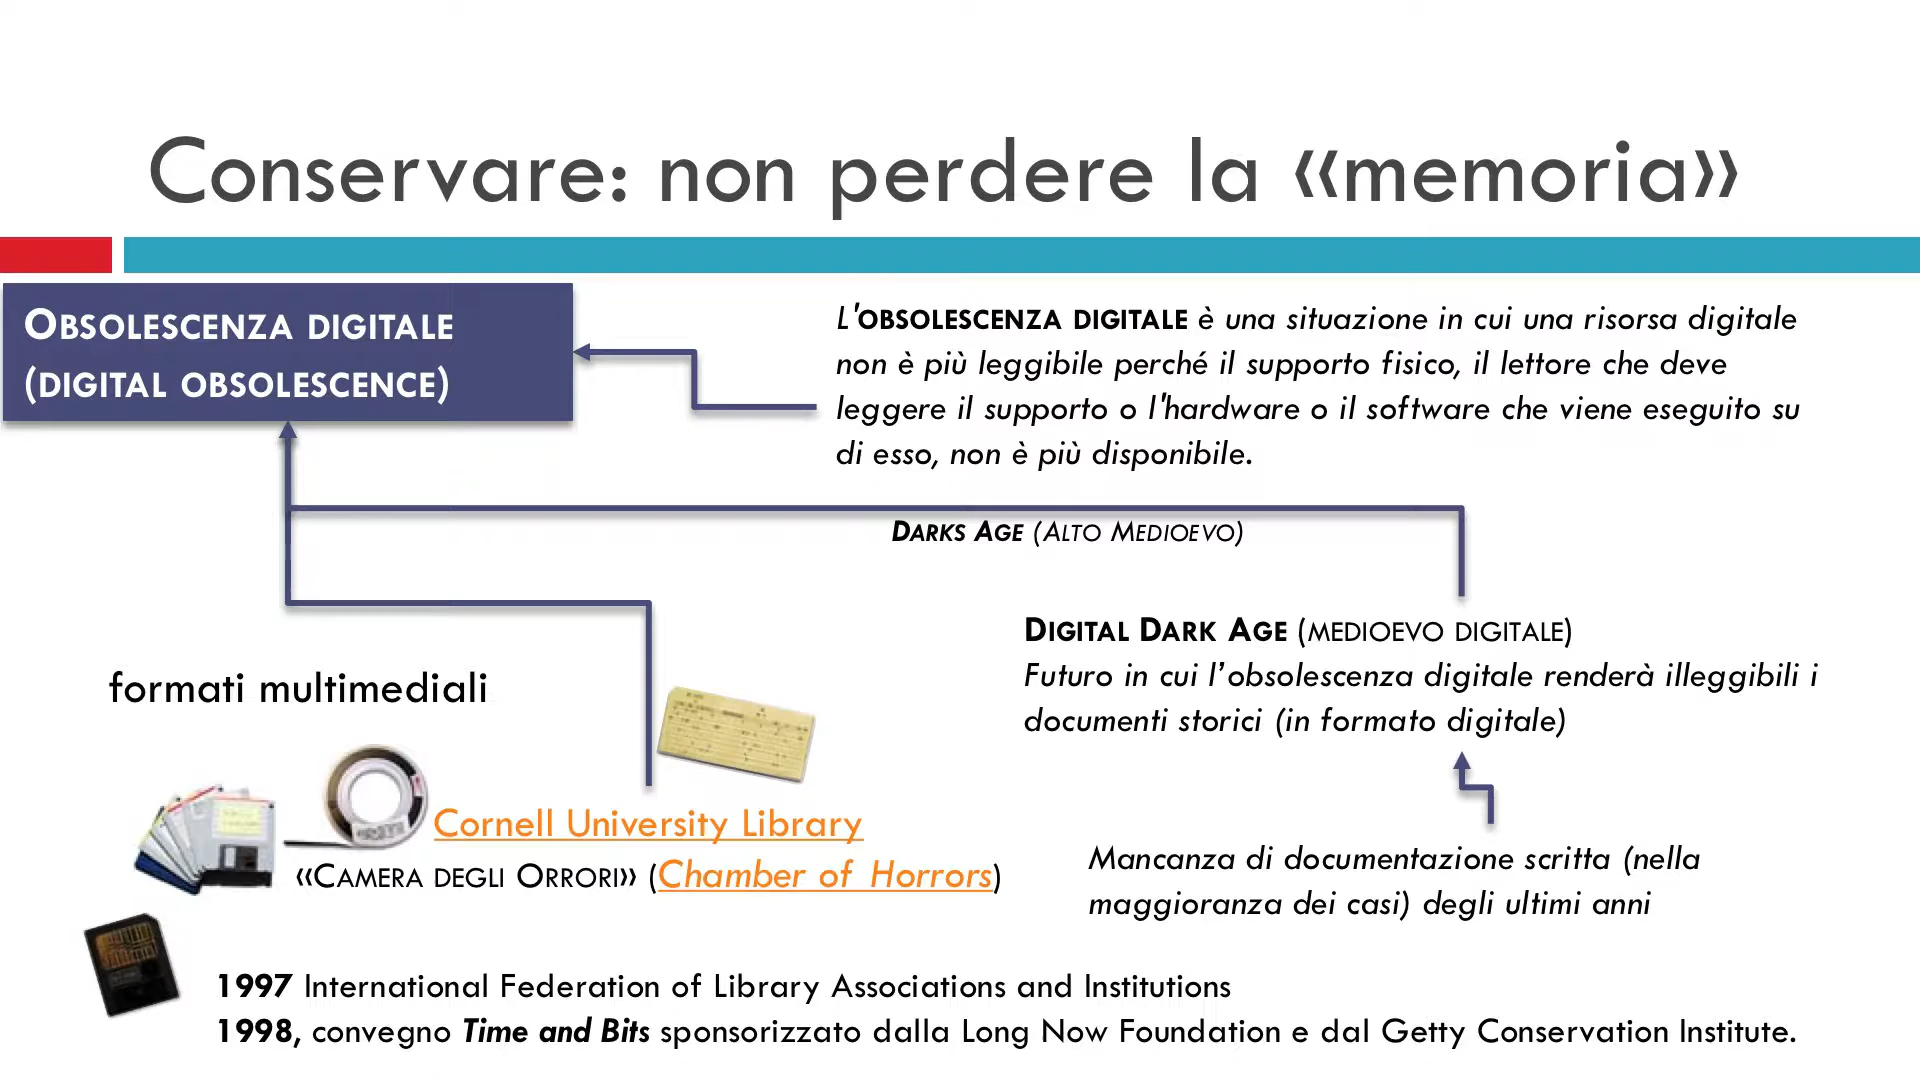 Conservare: non perdere la «memoria»
OBSOLESCENZA DIGITALE
(DIGITAL OBSOLESCENCE)
L'OBSOLESCENZA DIGITALE è una situazione in cui una risorsa digitale
non è più leggibile perché il supporto fisico, il lettore che deve
leggere il supporto o l'hardware o il software che viene eseguito su
di esso, non è più disponibile.
DARKS AGE (ALTO MEDIOEVO)
DIGITAL DARK AGE (MEDIOEVO DIGITALE)
Futuro in cui l’obsolescenza digitale renderà illeggibili i
documenti storici (in formato digitale)
formati multimediali
Cornell University Library
«CAMERA DEGLI ORRORI» (Chamber of Horrors)
Mancanza di documentazione scritta (nella
maggioranza dei casi) degli ultimi anni
1997 International Federation of Library Associations and Institutions
1998, convegno Time and Bits sponsorizzato dalla Long Now Foundation e dal Getty Conservation Institute.